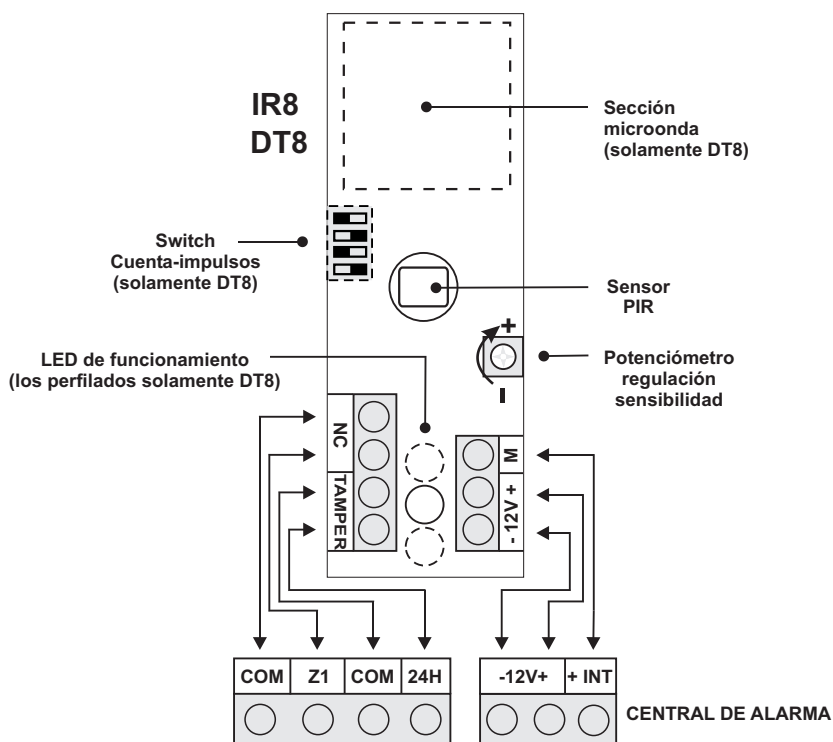 IR8
DT8
Sección
microonda
(solamente DT8)
Switch
Cuenta-impulsos
(solamente DT8)
Sensor
PIR
+
-
LED de funcionamiento
(los perfilados solamente DT8)
Potenciómetro
regulación
sensibilidad
NC
TAMPER
M
- 12V +
COM Z1 COM 24H
-12V+ + INT
CENTRAL DE ALARMA